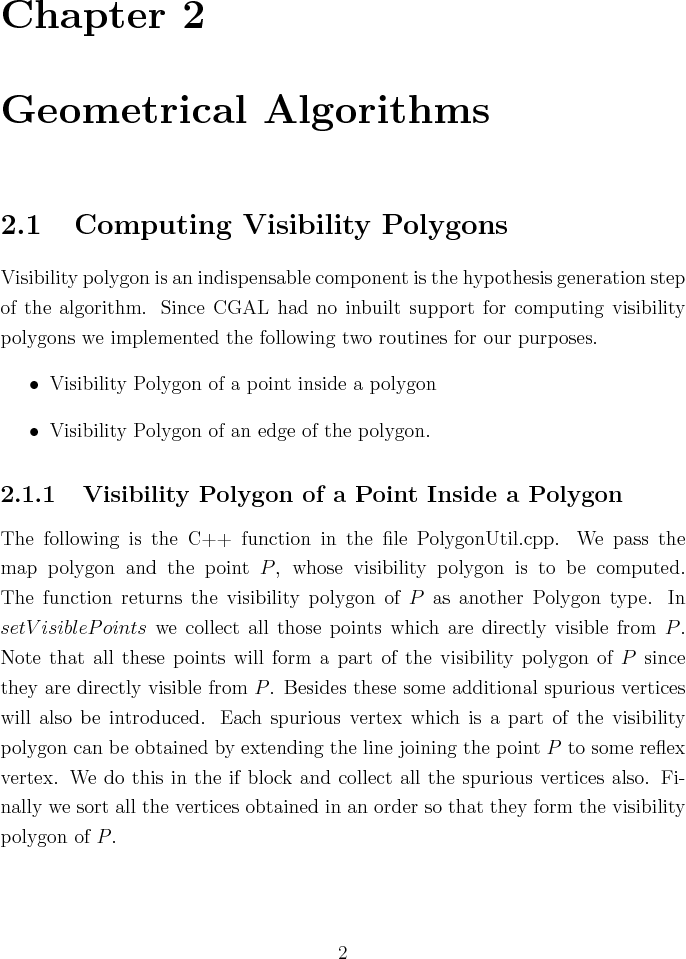 Chapter 2
Geometrical Algorithms
2.1 Computing Visibility Polygons
Visibility polygon is an indispensable component is the hypothesis generation step
of the algorithm. Since CGAL had no inbuilt support for computing visibility
polygons we implemented the following two routines for our purposes.
• Visibility Polygon of a point inside a polygon
• Visibility Polygon of an edge of the polygon.
2.1.1 Visibility Polygon of a Point Inside a Polygon
The following is the C++ function in the file PolygonUtil.cpp. We pass the
map polygon and the point P, whose visibility polygon is to be computed.
The function returns the visibility polygon of P as another Polygon type. In
setVisiblePoints we collect all those points which are directly visible from P.
Note that all these points will form a part of the visibility polygon of P since
they are directly visible from P. Besides these some additional spurious vertices
will also be introduced. Each spurious vertex which is a part of the visibility
polygon can be obtained by extending the line joining the point P to some reflex
vertex. We do this in the if block and collect all the spurious vertices also. Fi-
nally we sort all the vertices obtained in an order so that they form the visibility
polygon of P.
2